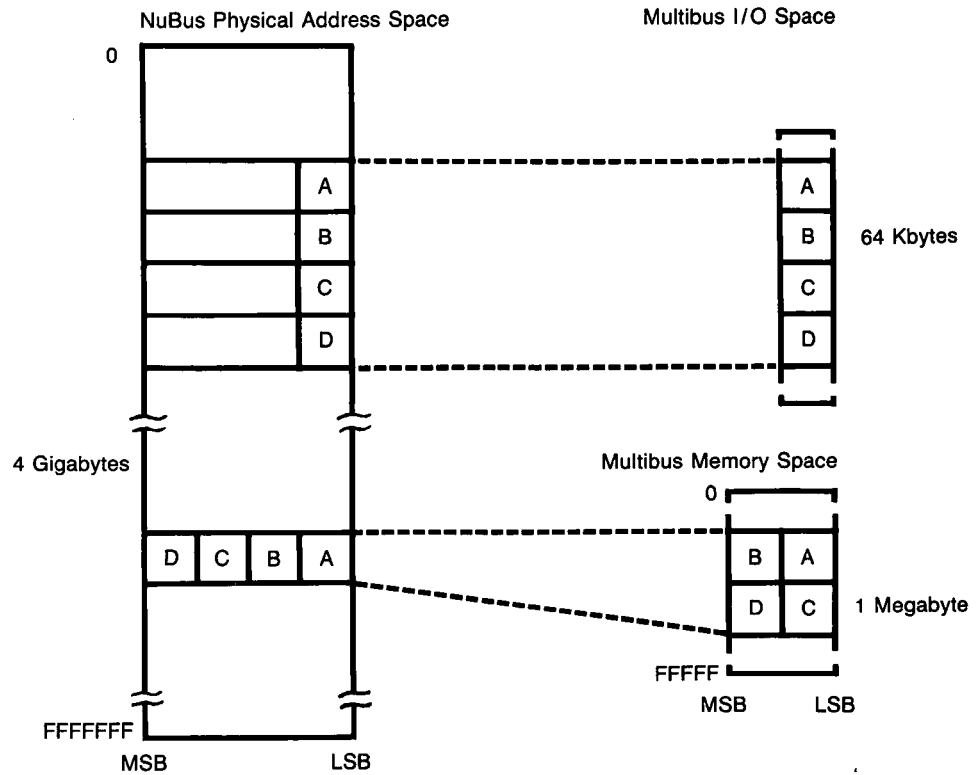 NuBus Physical Address Space
Multibus I/O Space
0
A
B
C
D
A
B
C
D
64 Kbytes
4 Gigabytes
Multibus Memory Space
0
D C B A
B A
D C
1 Megabyte
FFFFF
MSB LSB
FFFFFFF
MSB LSB